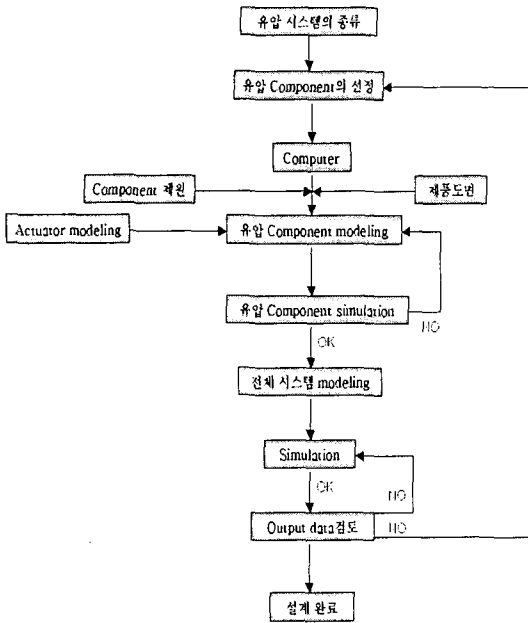 유압 시스템의 종류
유압 Component의 선정
Computer
Component 제원
제품도면
Actuator modeling
유압 Component modeling
유압 Component simulation
NO
OK
전체 시스템 modeling
Simulation
OK
NO
Output data검토
NO
설계 완료